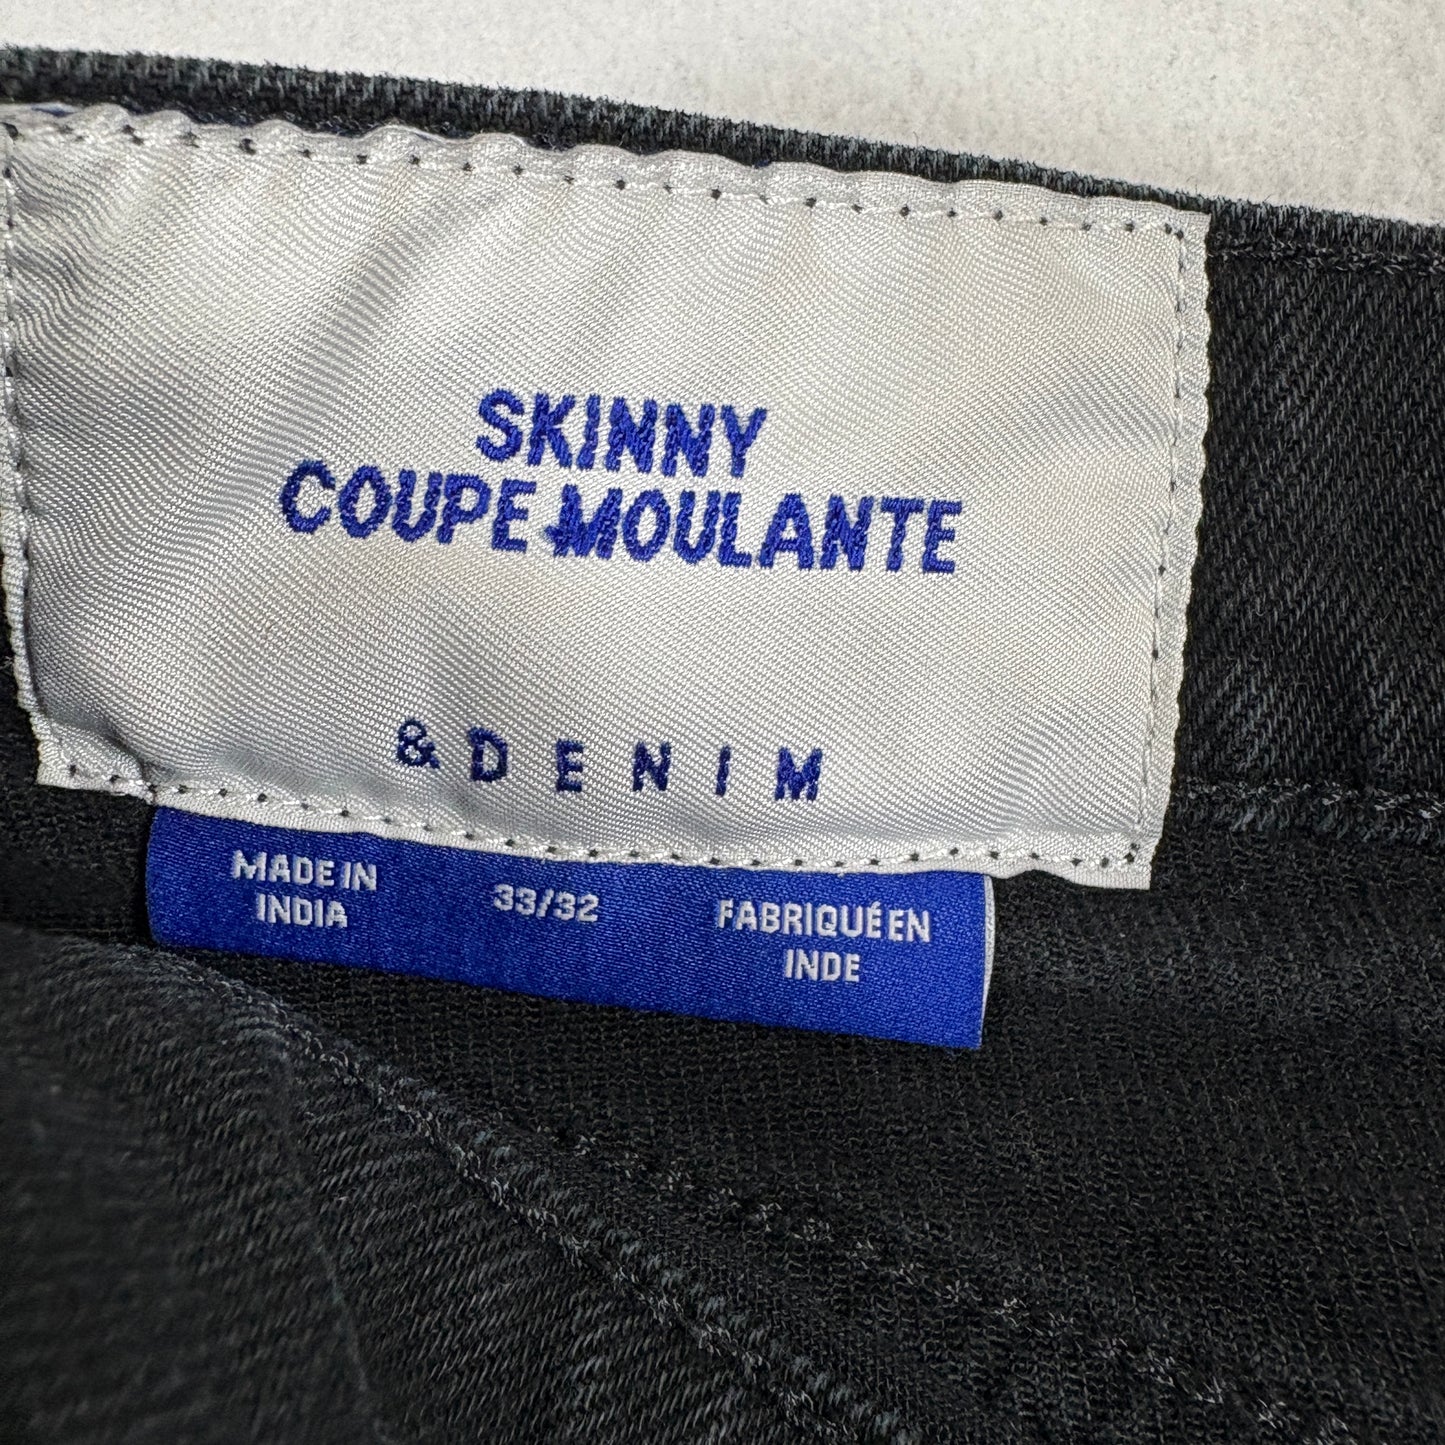 SKINNY
COUPE MOULANTE
& DENIM
MADE IN
INDIA
33/32
FABRIQUÉ EN
INDE